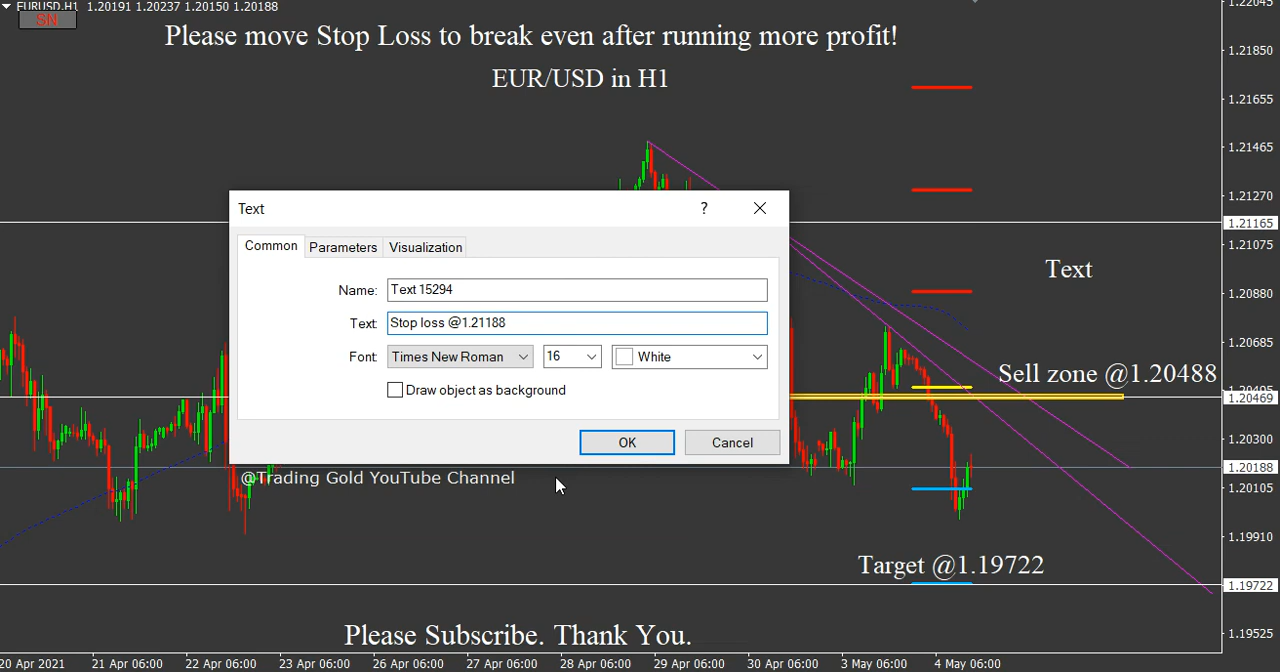 EURUSD,H1 1.20191 1.20237 1.20150 1.20188
SN
Please move Stop Loss to break even after running more profit!
EUR/USD in H1
1.22045
1.21850
1.21655
1.21465
1.21270
1.21165
1.21075
1.20880
1.20685
1.20495
1.20469
1.20300
1.20188
1.20105
1.19910
1.19722
1.19525
Text
?
Common Parameters Visualization
Name: Text 15294
Text Stop loss @1.21188
Font Times New Roman 16 White
Draw object as background
OK Cancel
@Trading Gold YouTube Channel
Text
Sell zone @1.20488
Target @1.19722
Please Subscribe. Thank You.
20 Apr 2021 21 Apr 06:00 22 Apr 06:00 23 Apr 06:00 26 Apr 06:00 27 Apr 06:00 28 Apr 06:00 29 Apr 06:00 30 Apr 06:00 3 May 06:00 4 May 06:00